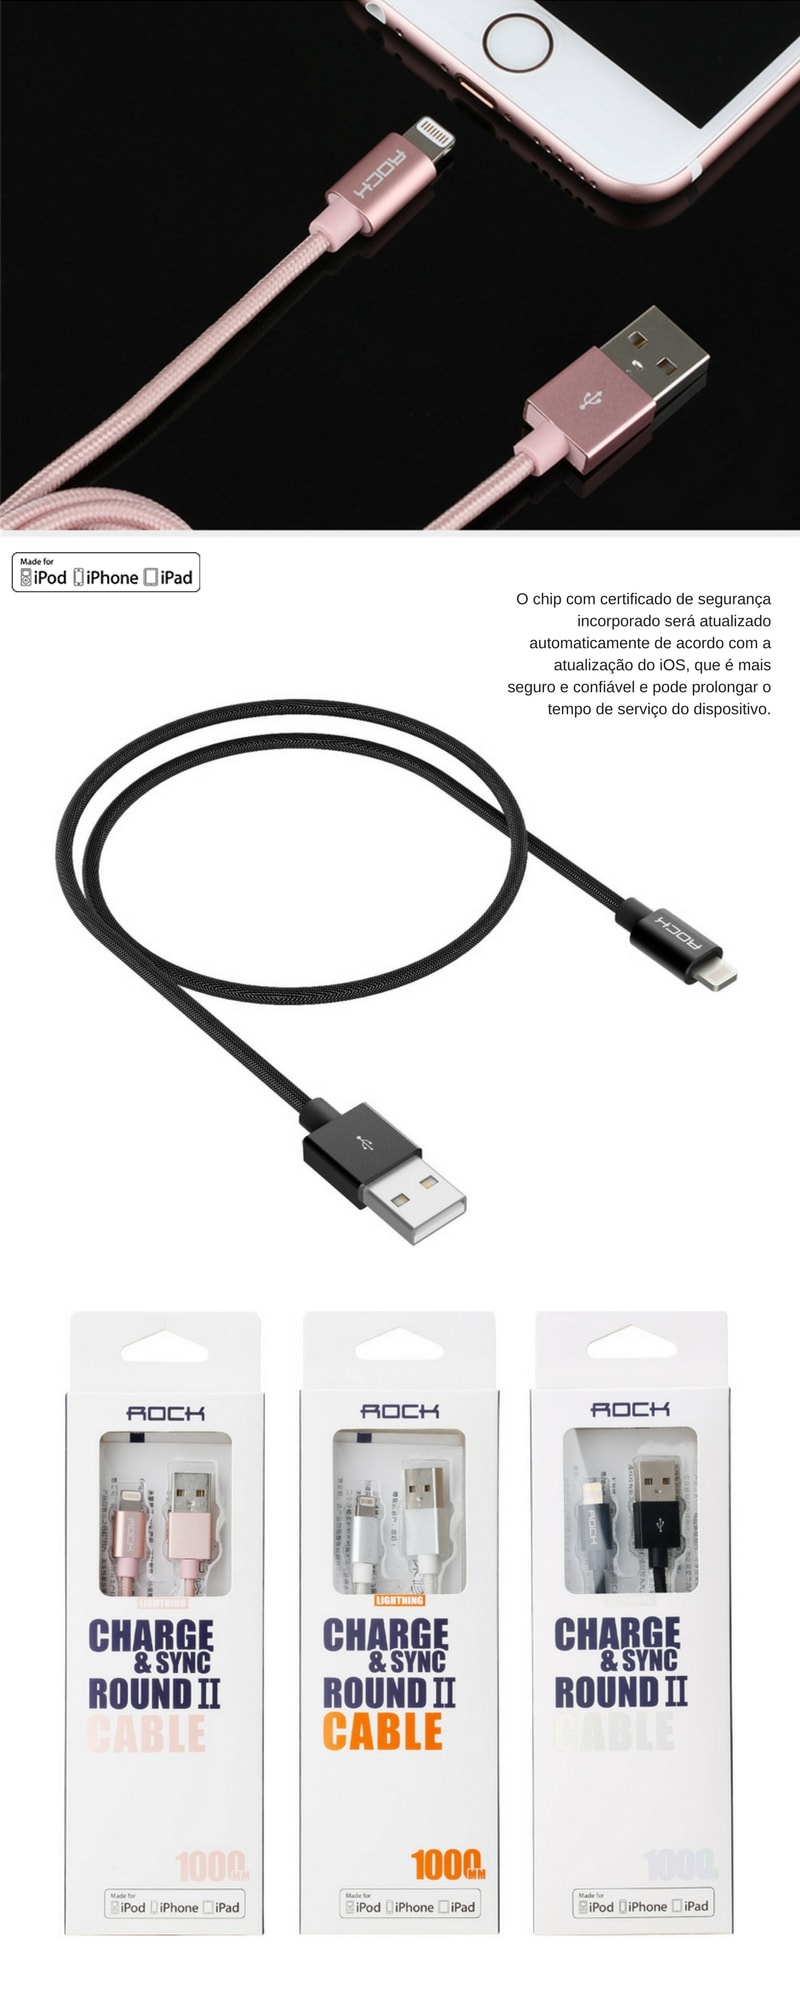 ROCK
Made for
iPod iPhone iPad
O chip com certificado de segurança
incorporado será atualizado
automaticamente de acordo com a
atualização do iOS, que é mais
seguro e confiável e pode prolongar o
tempo de serviço do dispositivo.
ROCK
ROCK
ROCK
LIGHTNING
CHARGE
& SYNC
ROUND II
CABLE
1000MM
Made for
iPod iPhone iPad
ROCK
LIGHTNING
CHARGE
& SYNC
ROUND II
CABLE
1000MM
Made for
iPod iPhone iPad
ROCK
ROCK
CHARGE
& SYNC
ROUND II
CABLE
1000
Made for
iPod iPhone iPad